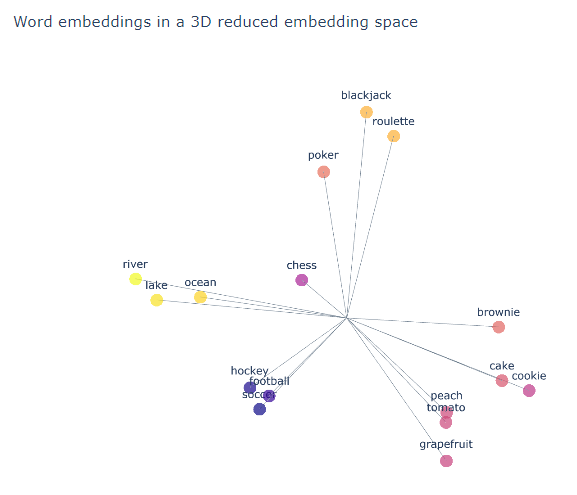 Word embeddings in a 3D reduced embedding space
blackjack
roulette
poker
river
chess
lake
ocean
brownie
cake
cookie
hockey
football
soccer
peach
tomato
grapefruit